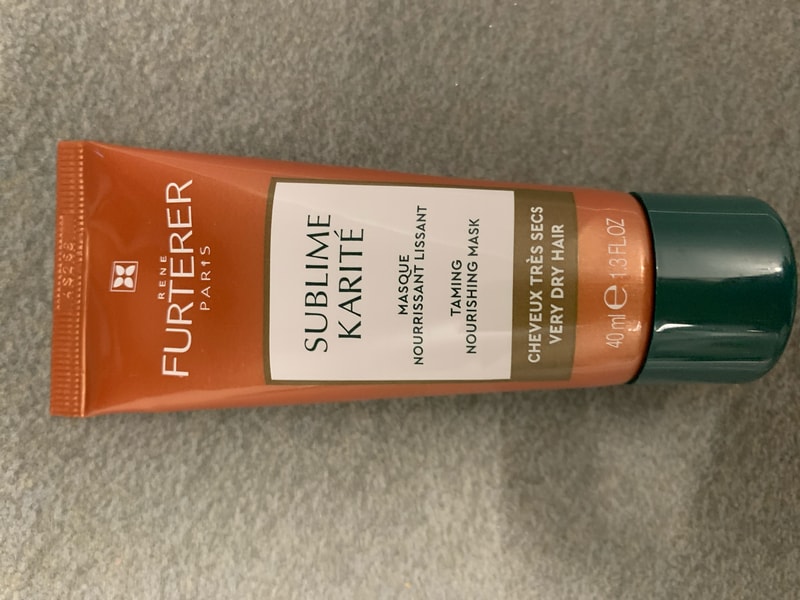 RENE
FURTERER
PARIS
SUBLIME
KARITÉ
MASQUE
NOURRISSANT LISSANT
TAMING
NOURISHING MASK
CHEVEUX TRÈS SECS
VERY DRY HAIR
40 ml e 1.3 FL.OZ